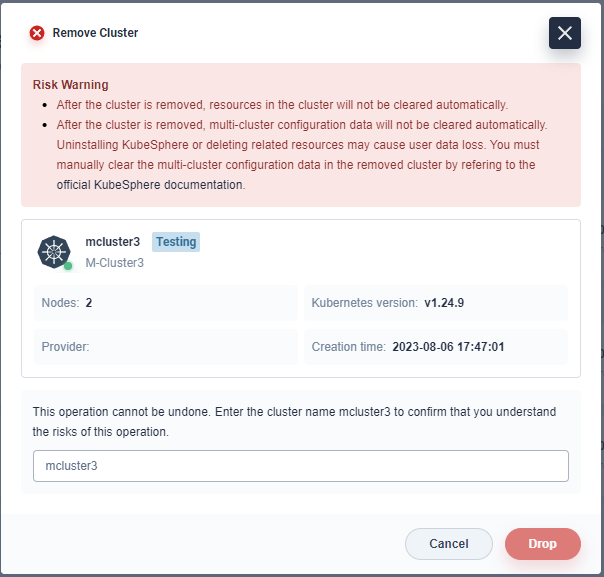 Remove Cluster
Risk Warning
After the cluster is removed, resources in the cluster will not be cleared automatically.
After the cluster is removed, multi-cluster configuration data will not be cleared automatically.
Uninstalling KubeSphere or deleting related resources may cause user data loss. You must
manually clear the multi-cluster configuration data in the removed cluster by refering to the
official KubeSphere documentation.
mcluster3 Testing
M-Cluster3
Nodes: 2
Kubernetes version: v1.24.9
Provider:
Creation time: 2023-08-06 17:47:01
This operation cannot be undone. Enter the cluster name mcluster3 to confirm that you understand
the risks of this operation.
mcluster3
Cancel
Drop